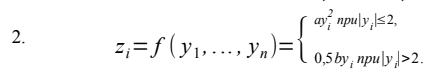 2. z_i = f ( y_1 , ... , y_n ) = { ay_i^2 при |y_i| ≤ 2,
0,5by_i при |y_i| > 2.